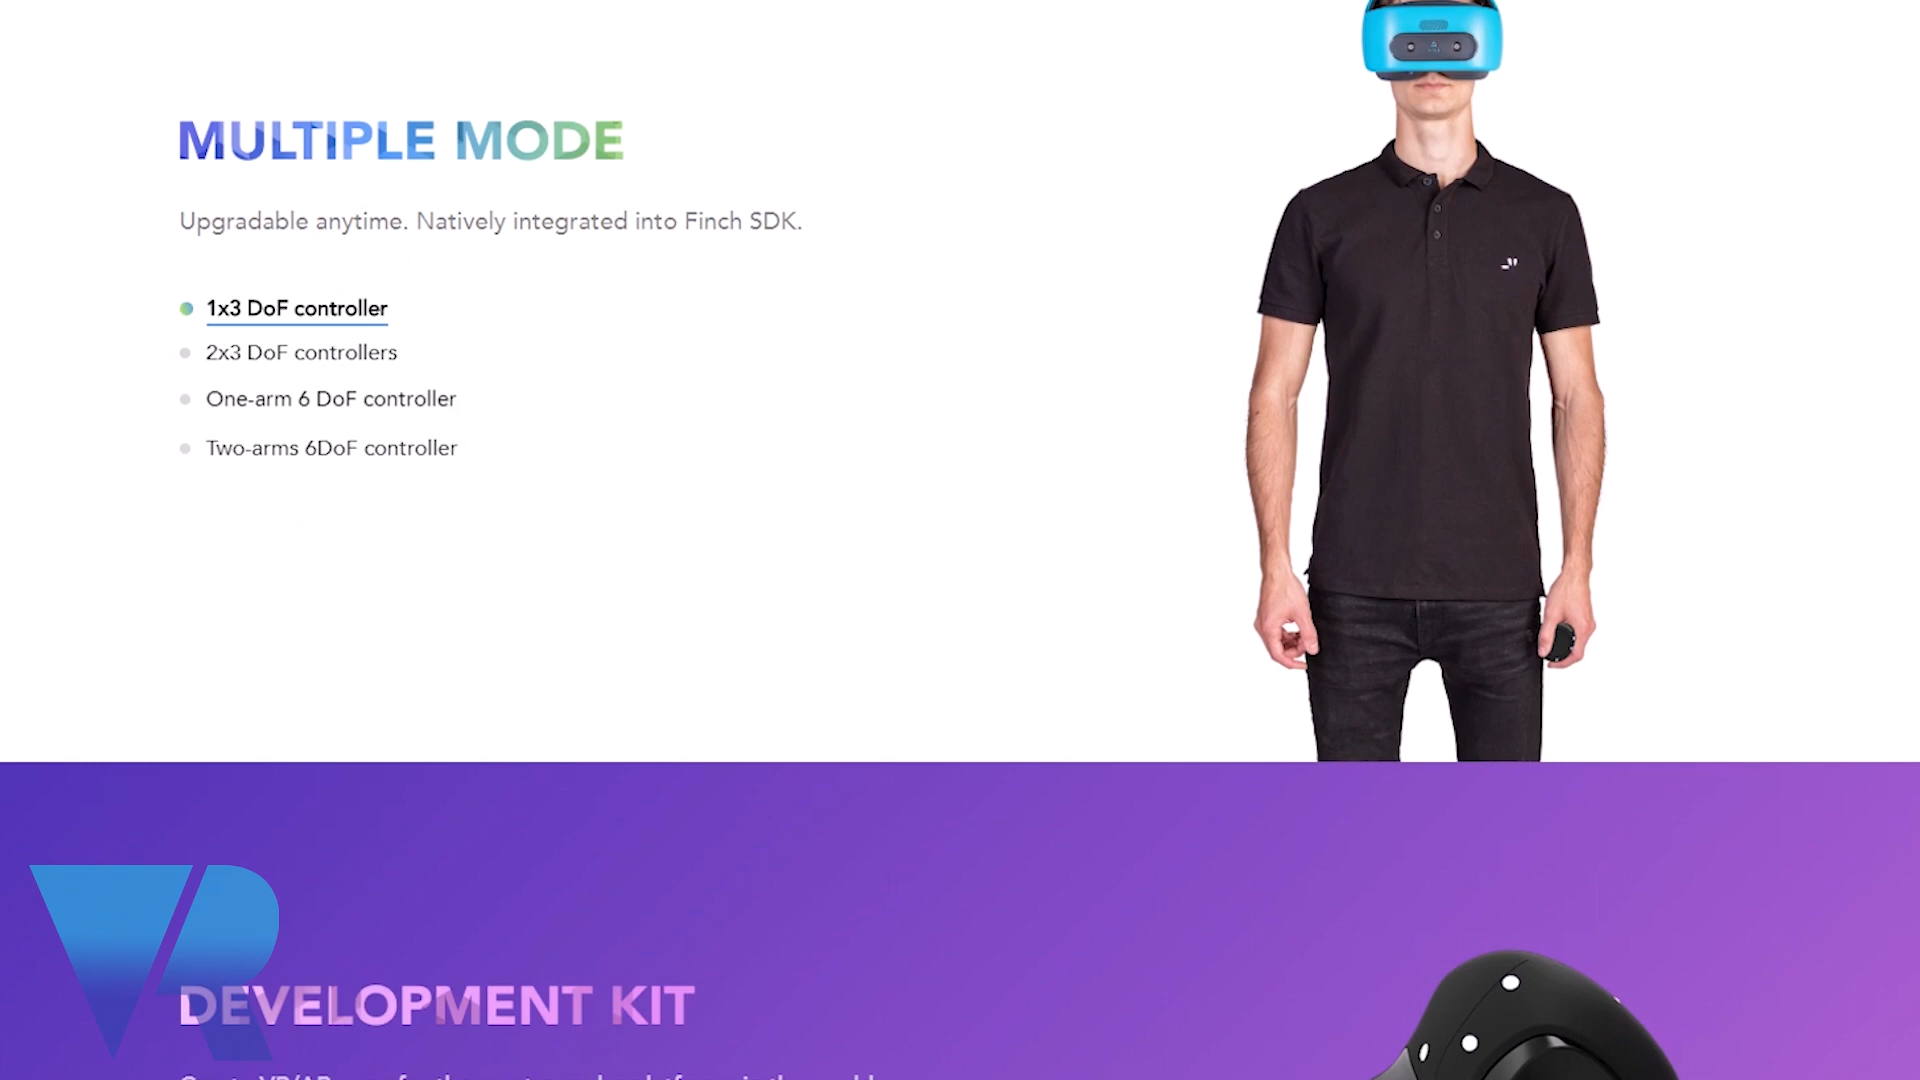 MULTIPLE MODE
Upgradable anytime. Natively integrated into Finch SDK.
1x3 DoF controller
2x3 DoF controllers
One-arm 6 DoF controller
Two-arms 6DoF controller
VR
DEVELOPMENT KIT